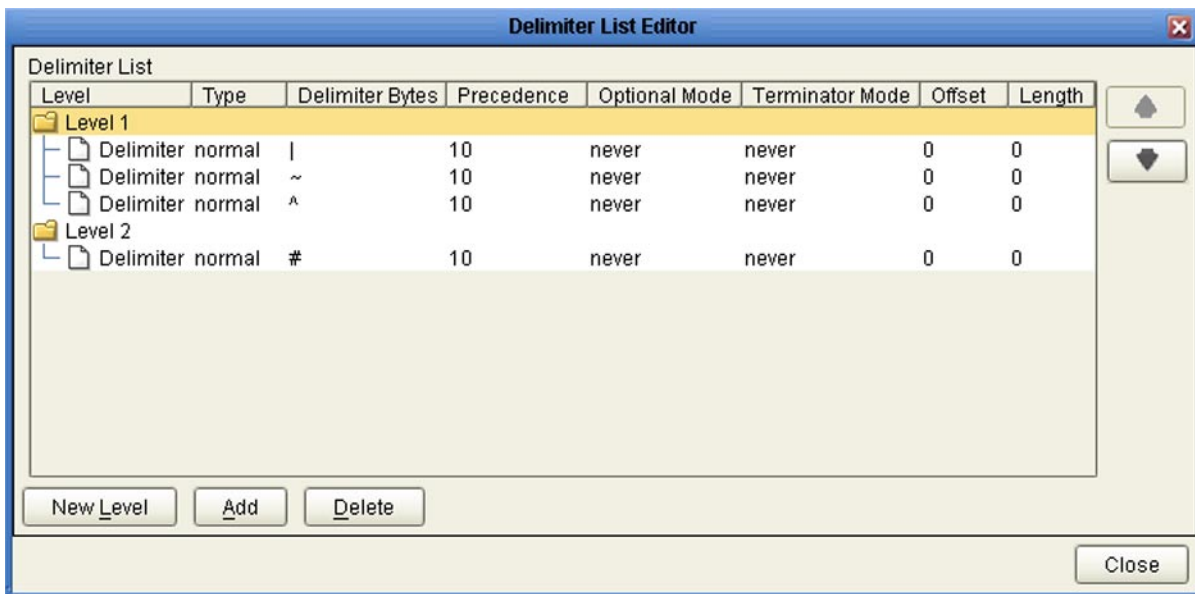 Delimiter List Editor
Delimiter List
Level Type Delimiter Bytes Precedence Optional Mode Terminator Mode Offset Length
Level 1
Delimiter normal | 10 never never 0 0
Delimiter normal ~ 10 never never 0 0
Delimiter normal ^ 10 never never 0 0
Level 2
Delimiter normal # 10 never never 0 0
New Level Add Delete
Close